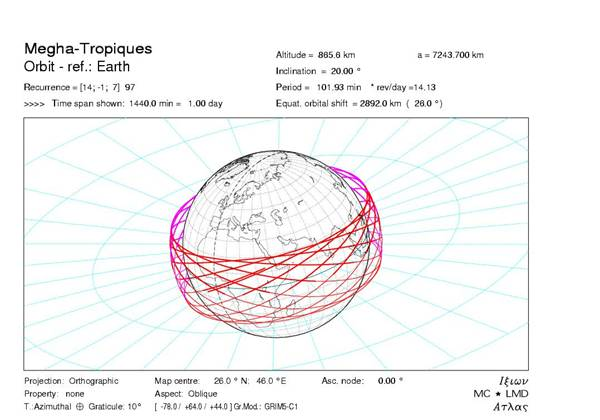 Megha-Tropiques
Orbit - ref.: Earth
Recurrence = [14; -1; 7] 97
>>>> Time span shown: 1440.0 min = 1.00 day
Altitude = 865.6 km a = 7243.700 km
Inclination = 20.00 °
Period = 101.93 min * rev/day =14.13
Equat. orbital shift = 2892.0 km ( 26.0 °)
Projection: Orthographic Map centre: 26.0 ° N; 46.0 °E Asc. node: 0.00 °
Property: none Aspect: Oblique
T.:Azimuthal ⊕ Graticule: 10° [ -78.0 / +64.0 / +44.0 ] Gr.Mod.: GRIM5-C1
Ιξιων
MC ★ LMD
Ατλας